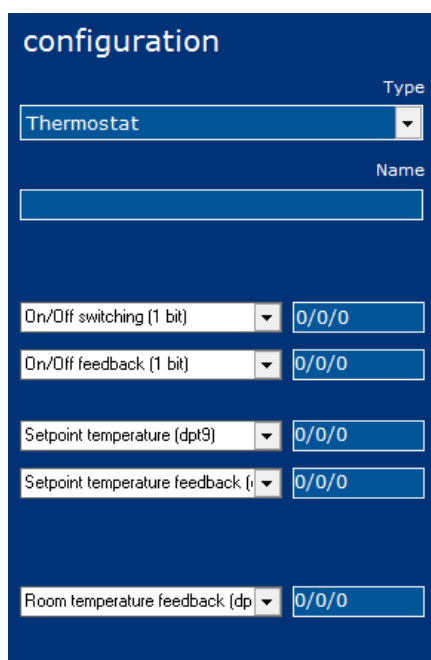 configuration
Type
Thermostat
Name
On/Off switching (1 bit) 0/0/0
On/Off feedback (1 bit) 0/0/0
Setpoint temperature (dpt9) 0/0/0
Setpoint temperature feedback ( 0/0/0
Room temperature feedback (dp 0/0/0